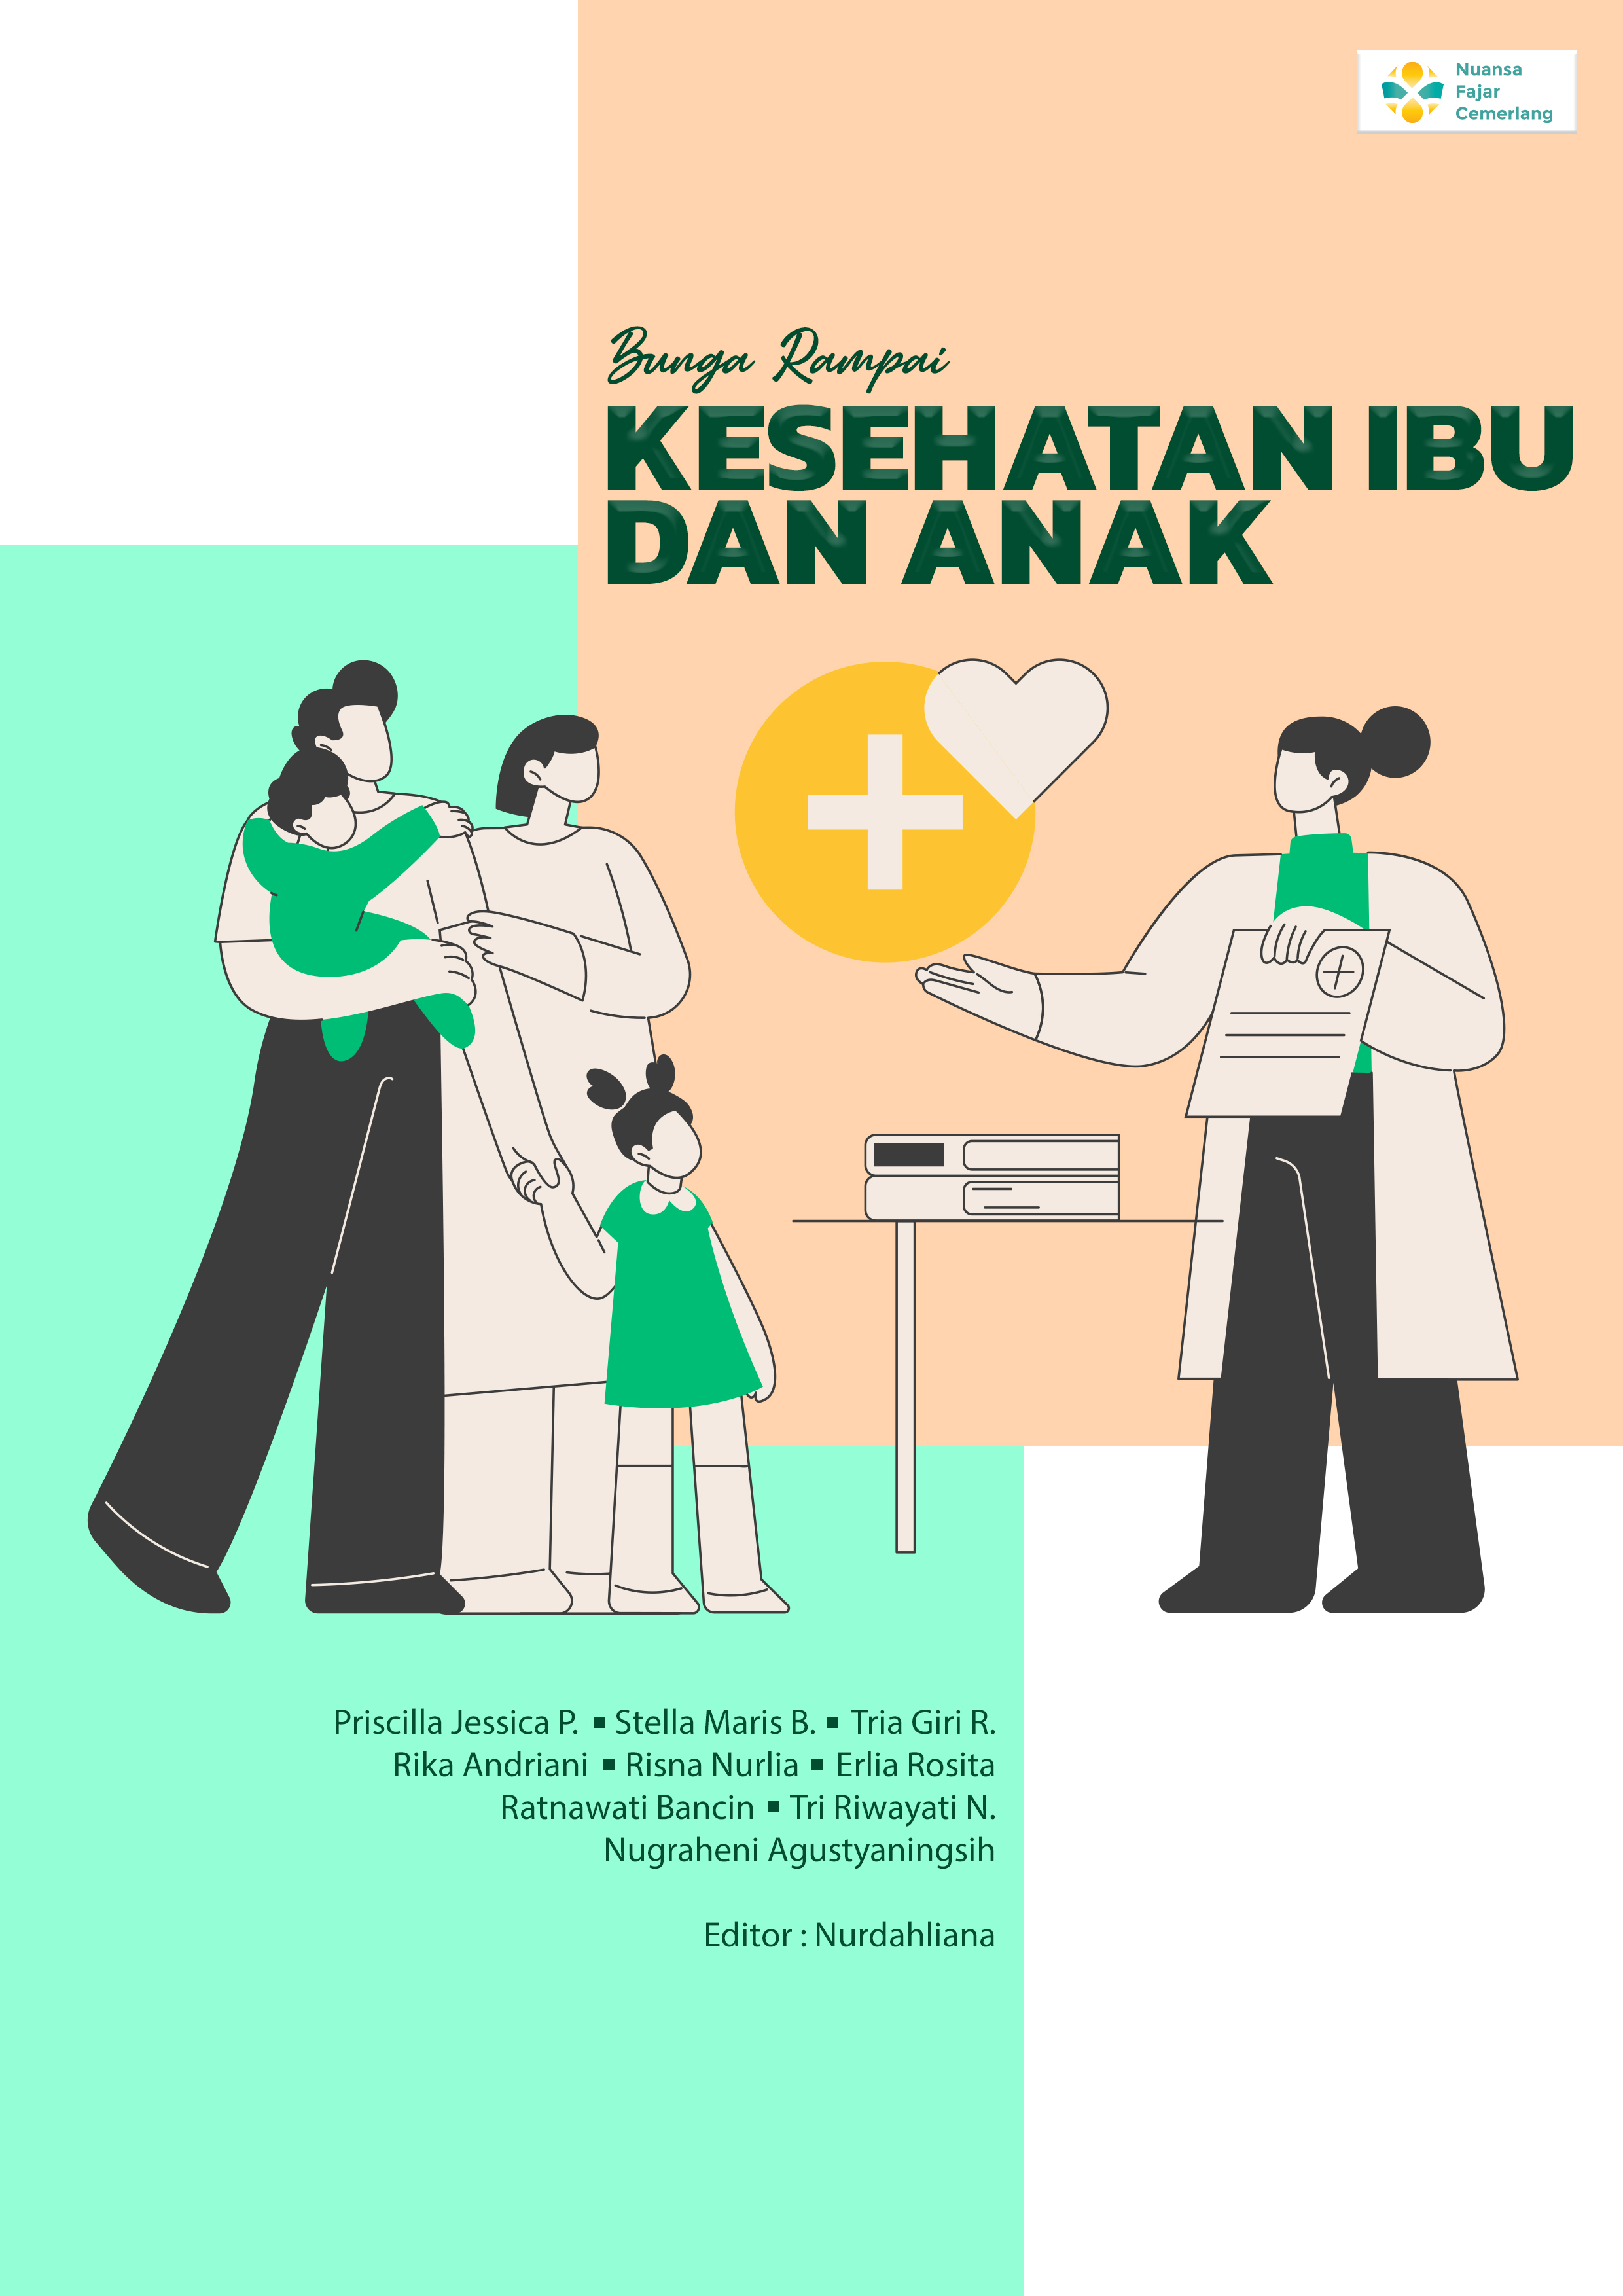 Nuansa
Fajar
Cemerlang
Bunga Rampai
KESEHATAN IBU
DAN ANAK
Priscilla Jessica P. ▪ Stella Maris B. ▪ Tria Giri R.
Rika Andriani ▪ Risna Nurlia ▪ Erlia Rosita
Ratnawati Bancin ▪ Tri Riwayati N.
Nugraheni Agustyaningsih
Editor : Nurdahliana